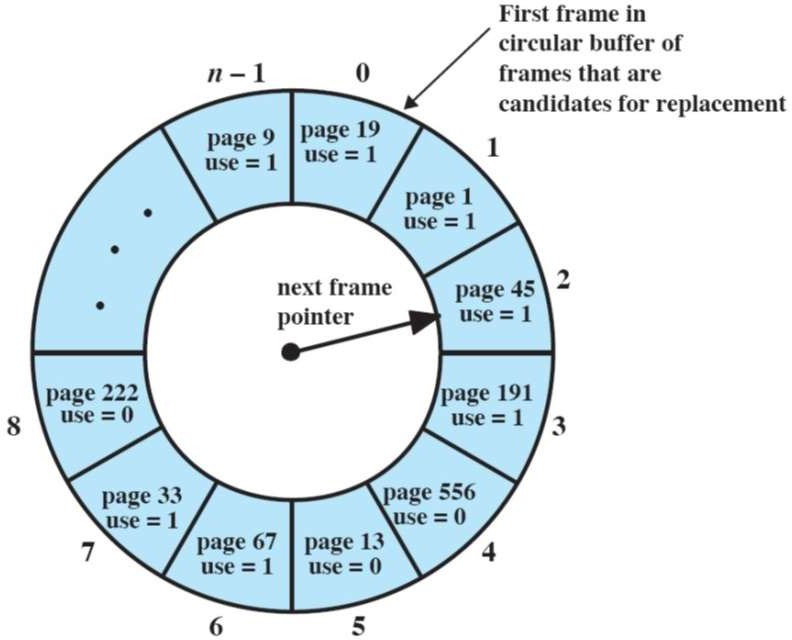 First frame in
circular buffer of
frames that are
candidates for replacement
n – 1
0
page 9
use = 1
page 19
use = 1
1
page 1
use = 1
2
page 45
use = 1
next frame
pointer
page 191
use = 1
3
page 556
use = 0
4
page 13
use = 0
5
page 67
use = 1
6
page 33
use = 1
7
page 222
use = 0
8